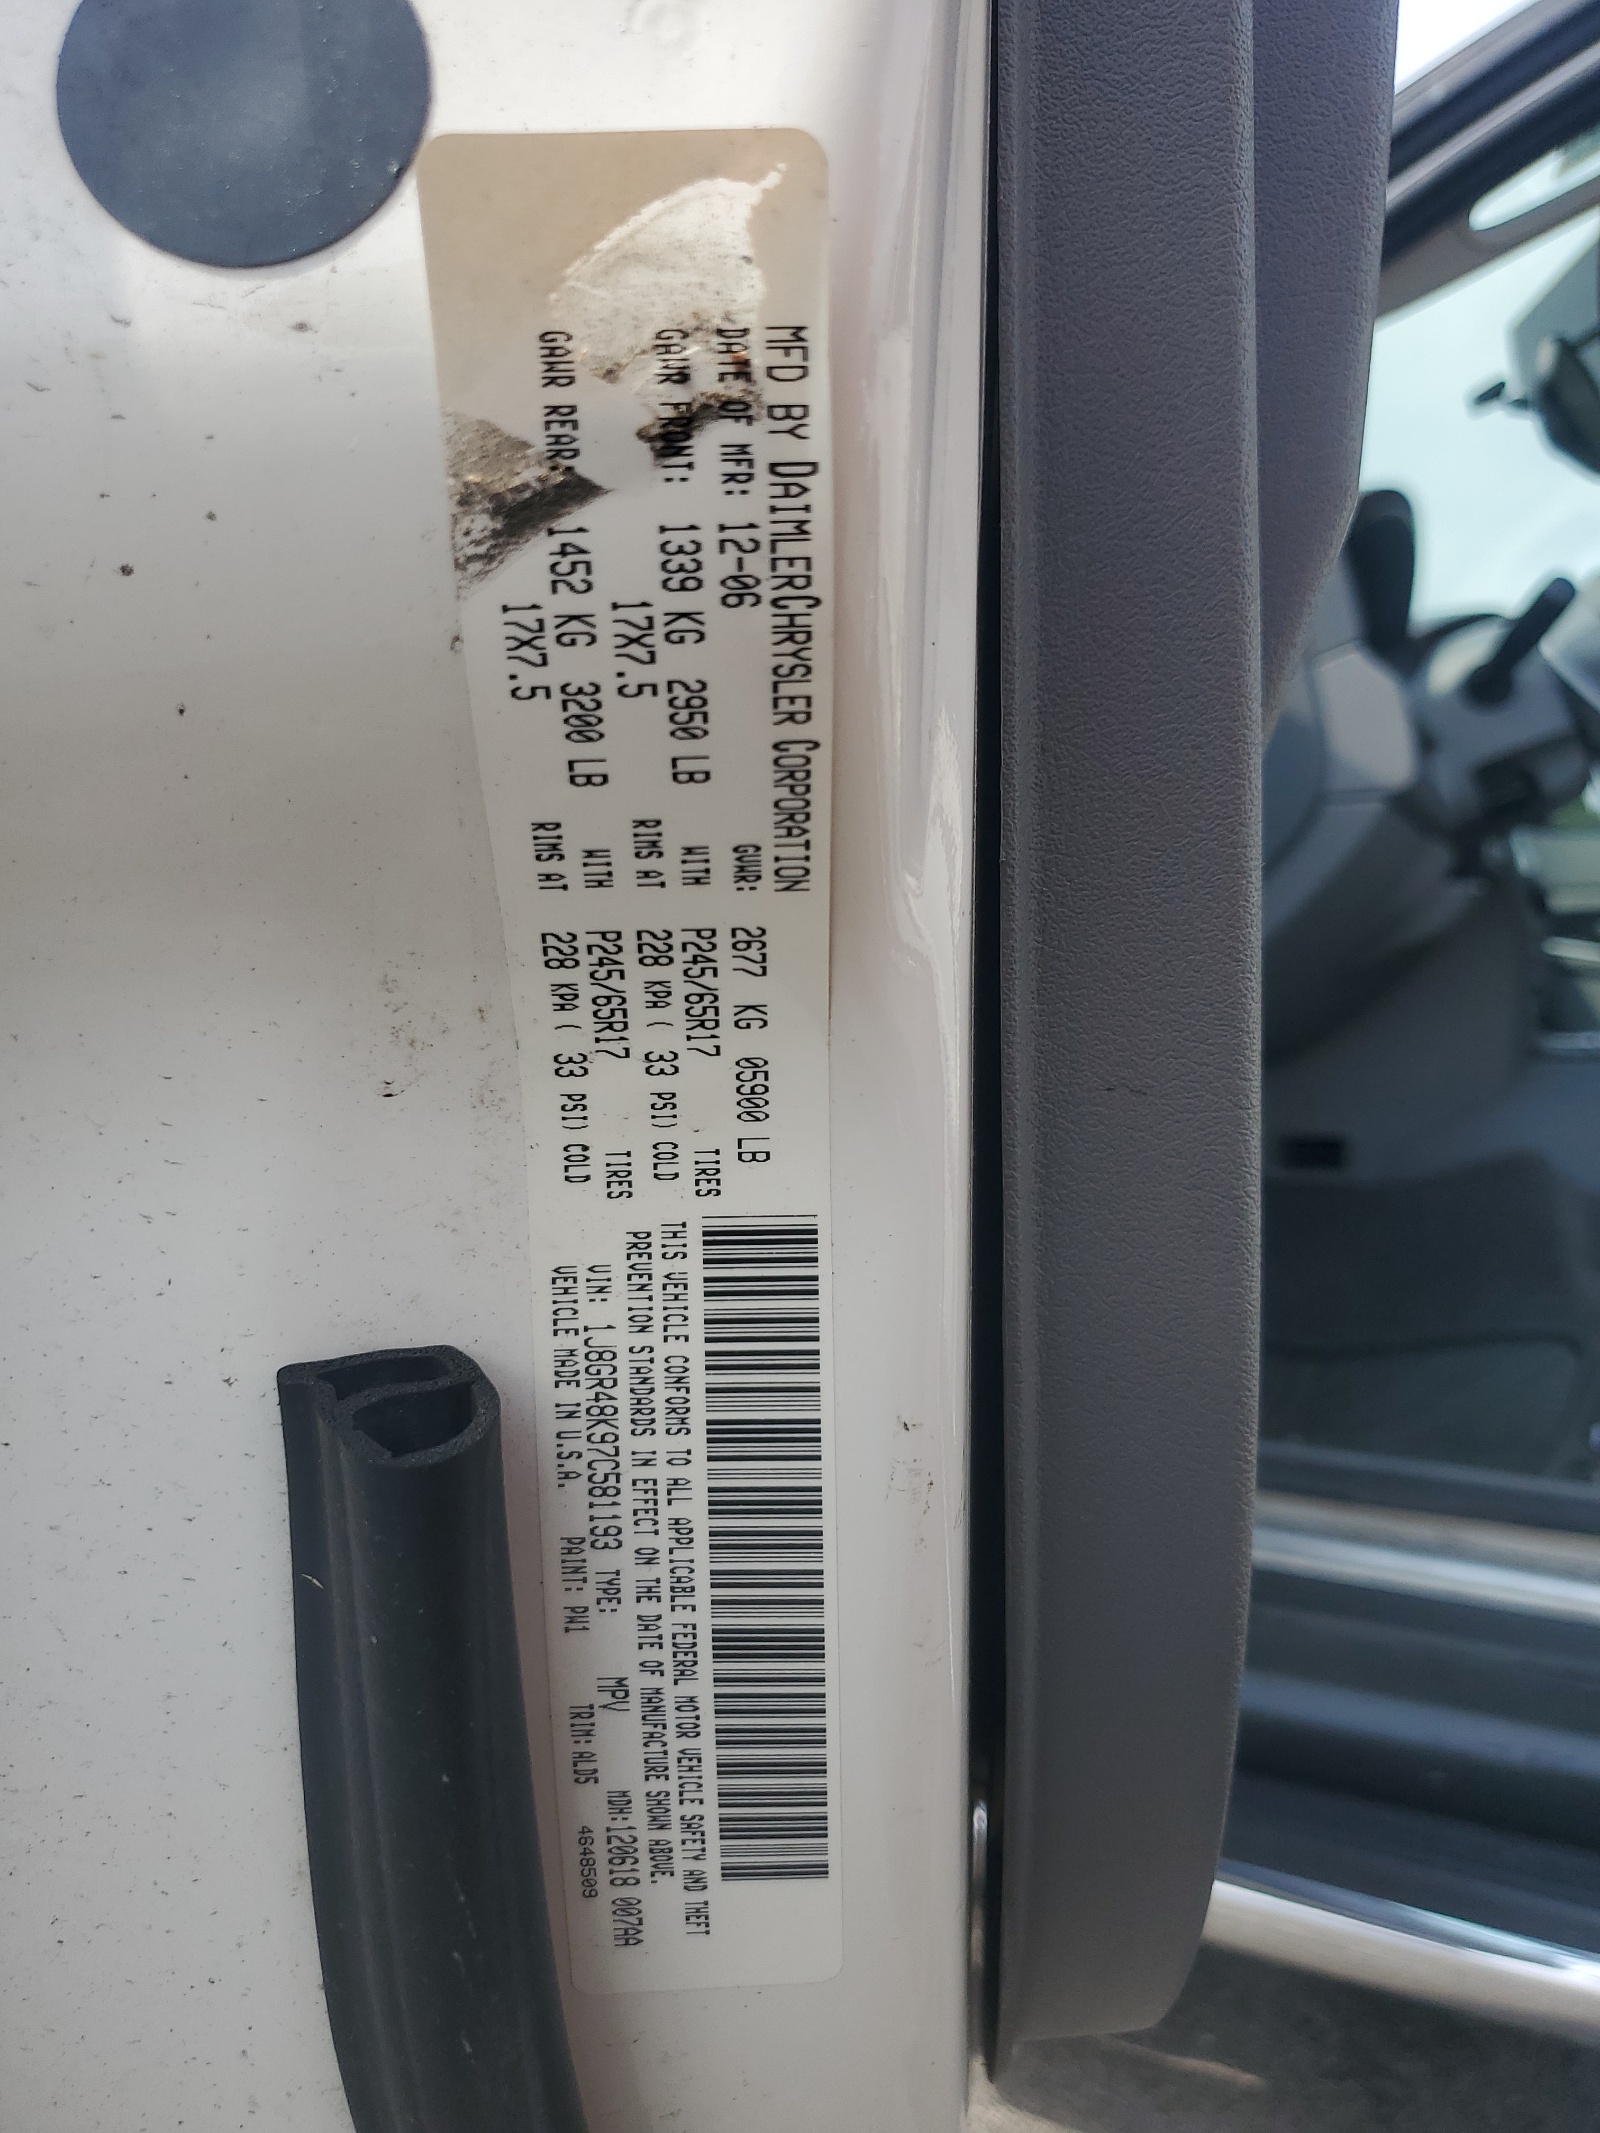 MFD BY DAIMLERCHRYSLER CORPORATION
DATE OF MFR: 12-06 GVWR: 2677 KG 05900 LB
GAWR FRONT: 1339 KG 2950 LB WITH P245/65R17 TIRES
17X7.5 RIMS AT 228 KPA ( 33 PSI) COLD
GAWR REAR: 1452 KG 3200 LB WITH P245/65R17 TIRES
17X7.5 RIMS AT 228 KPA ( 33 PSI) COLD
THIS VEHICLE CONFORMS TO ALL APPLICABLE FEDERAL MOTOR VEHICLE SAFETY AND THEFT
PREVENTION STANDARDS IN EFFECT ON THE DATE OF MANUFACTURE SHOWN ABOVE.
VIN: 1J8GR48K97C581193 TYPE: MPV MDH:120618 007AA
VEHICLE MADE IN U.S.A. PAINT: PW1 TRIM: ALD5 4648509